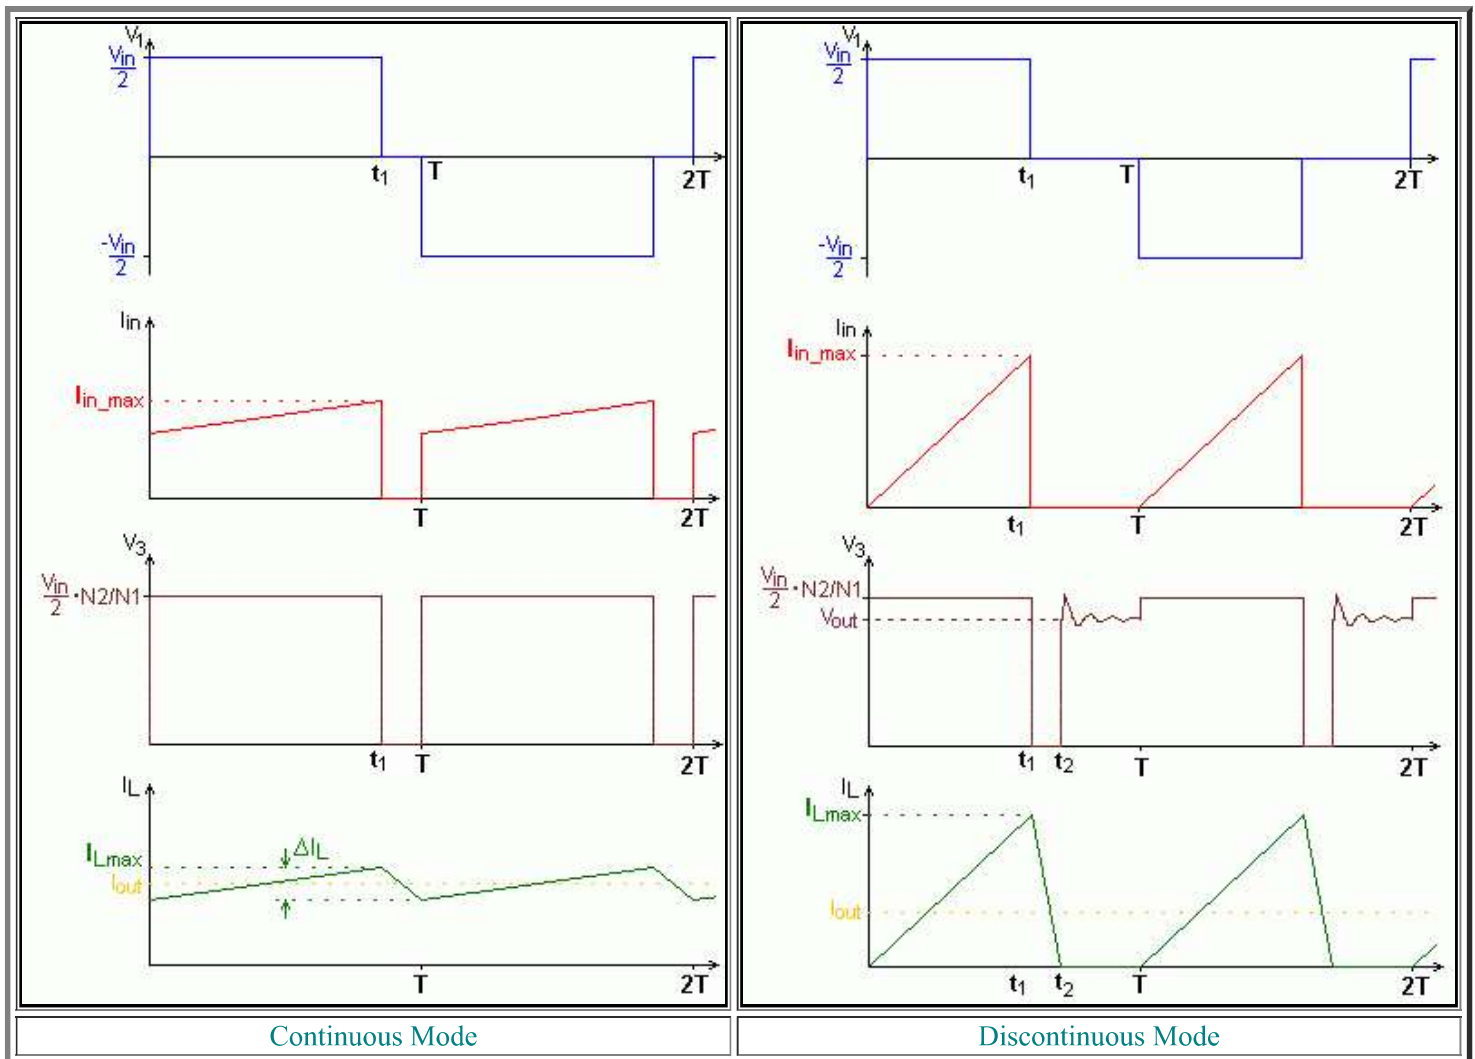 V1
Vin
2
t1 T
2T
-Vin
2
Iin
Iin_max
T
2T
V3
Vin
2
·N2/N1
t1 T
2T
IL
ILmax
ΔIL
Iout
T
2T
Continuous Mode
V1
Vin
2
t1 T
2T
-Vin
2
Iin
Iin_max
t1 T
2T
V3
Vin
2
·N2/N1
Vout
t1 t2 T
2T
IL
ILmax
Iout
t1 t2 T
2T
Discontinuous Mode